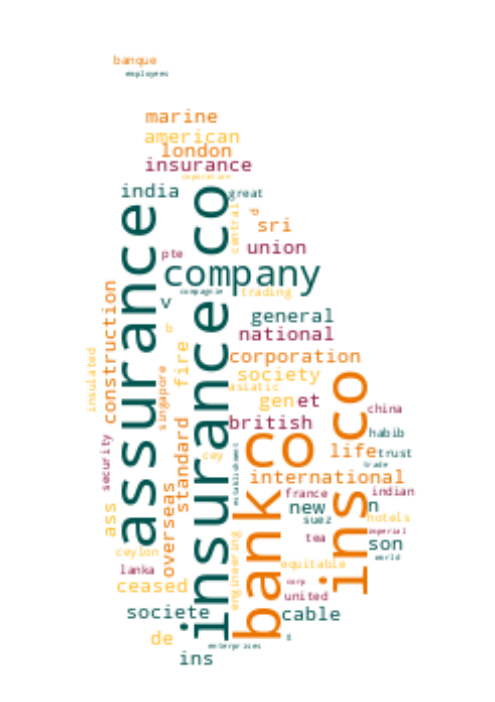 banque
employees
marine
american
london
insurance
corporation
india
great
assurance
insurance co
central
d
sri
union
pte
company
compagnie
trading
v
construction
general
national
fire
corporation
insulated
society
asiatic
singapore
gen
et
ins co
china
british
standard
bank
co
habib
life
trust
cey
security
establishment
trade
international
overseas
france
indian
new
n
ass
suez
hotels
imperial
tea
son
ceylon
world
engineering
equitable
lanka
corp
ceased
united
societe
cable
de
enterprises
ins